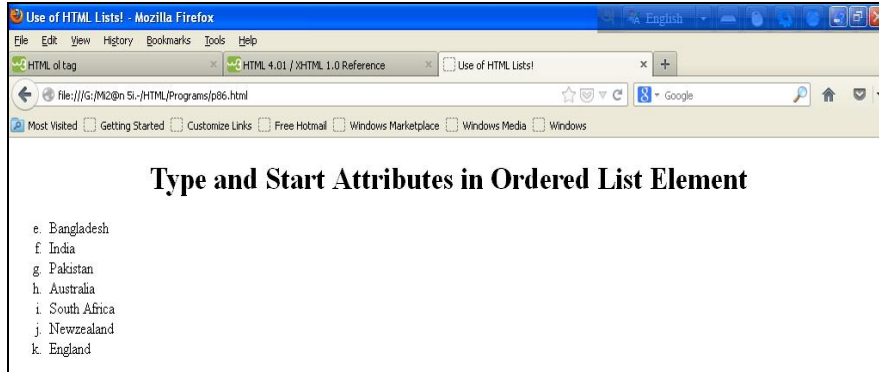 Use of HTML Lists! - Mozilla Firefox
English
File Edit View History Bookmarks Tools Help
HTML ol tag × HTML 4.01 / XHTML 1.0 Reference × Use of HTML Lists! × +
file:///G:/Mi2@n 5i.-/HTML/Programs/p86.html Google
Most Visited Getting Started Customize Links Free Hotmail Windows Marketplace Windows Media Windows
Type and Start Attributes in Ordered List Element
e. Bangladesh
f. India
g. Pakistan
h. Australia
i. South Africa
j. Newzealand
k. England